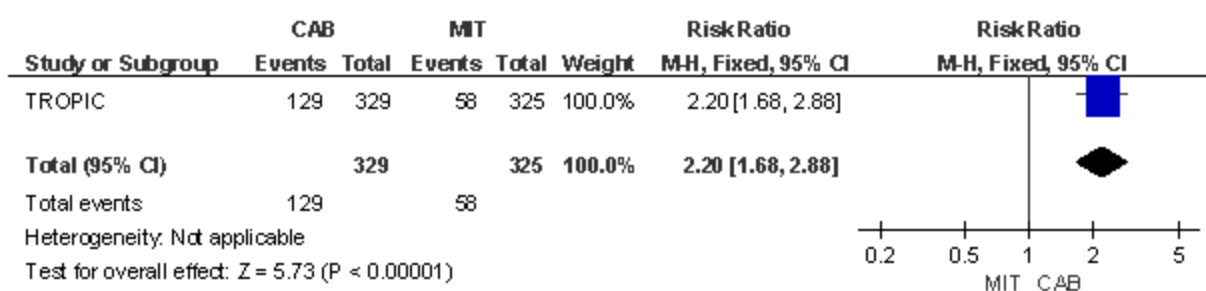 CAB MIT Risk Ratio Risk Ratio
Study or Subgroup Events Total Events Total Weight M-H, Fixed, 95% CI M-H, Fixed, 95% CI
TROPIC 129 329 58 325 100.0% 2.20 [1.68, 2.88]
Total (95% CI) 329 325 100.0% 2.20 [1.68, 2.88]
Total events 129 58
Heterogeneity: Not applicable
Test for overall effect: Z = 5.73 (P < 0.00001)
0.2 0.5 1 2 5
MIT CAB